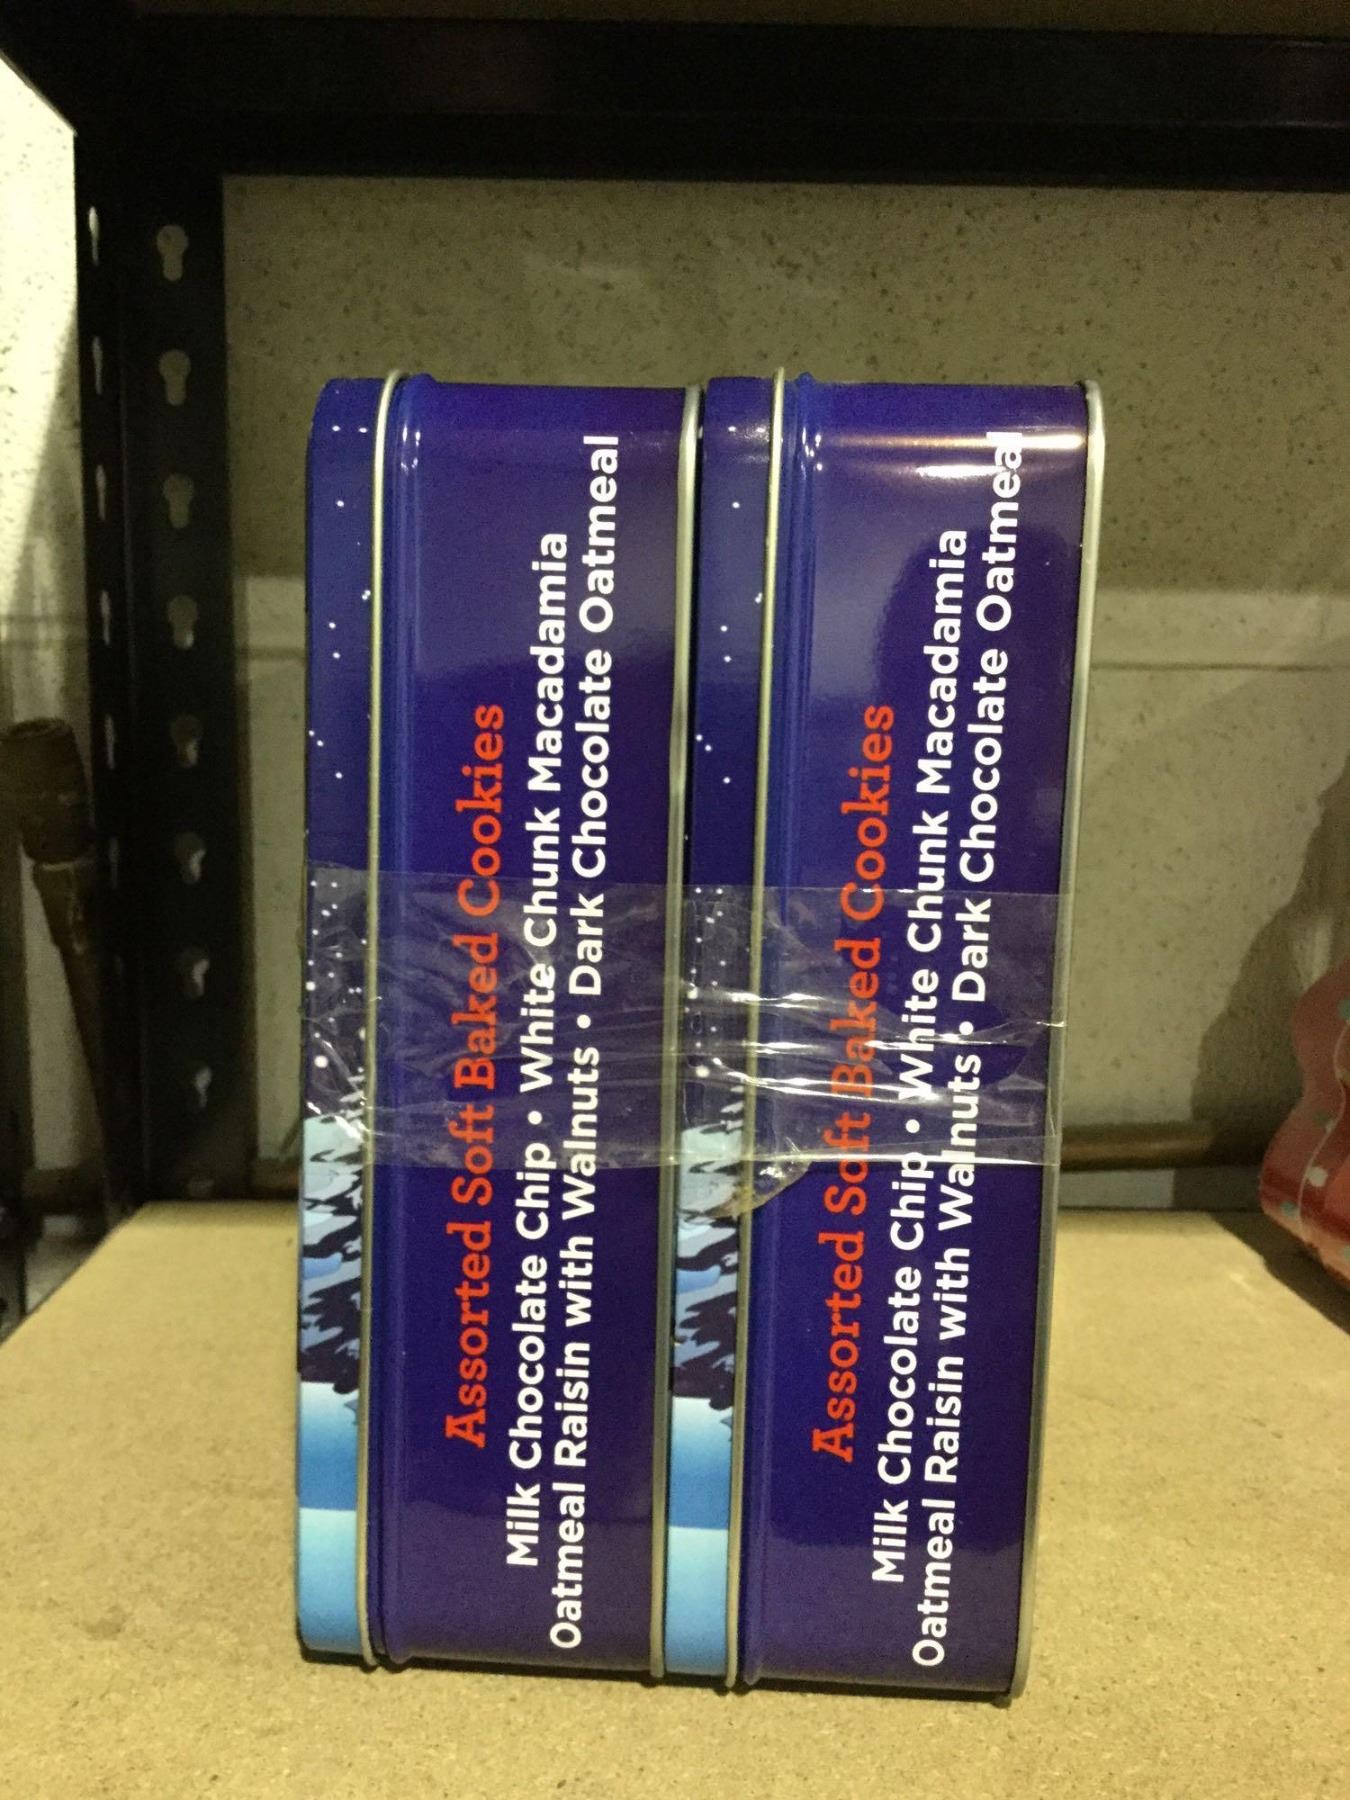 Assorted Soft Baked Cookies
Milk Chocolate Chip • White Chunk Macadamia
Oatmeal Raisin with Walnuts • Dark Chocolate Oatmeal
Assorted Soft Baked Cookies
Milk Chocolate Chip • White Chunk Macadamia
Oatmeal Raisin with Walnuts • Dark Chocolate Oatmeal